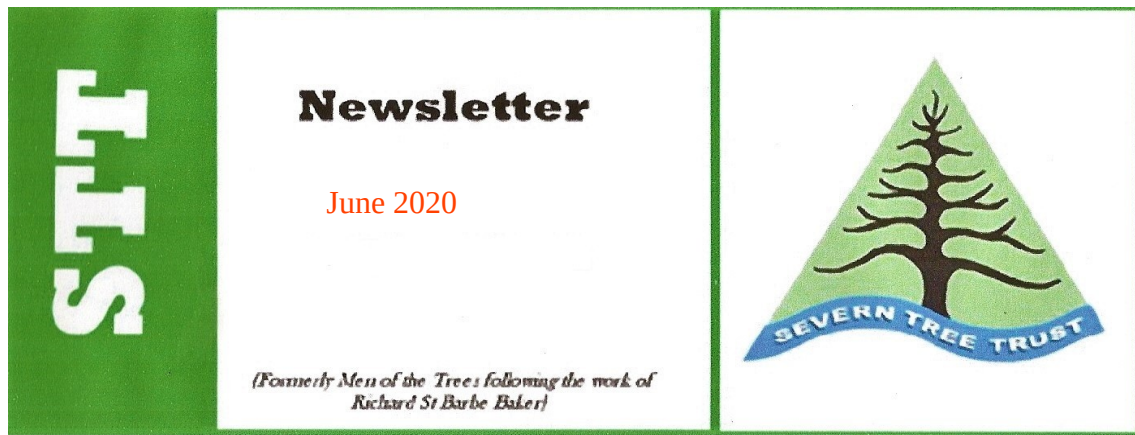 STT
Newsletter
June 2020
(Formerly Men of the Trees following the work of
Richard St Barbe Baker)
SEVERN TREE TRUST